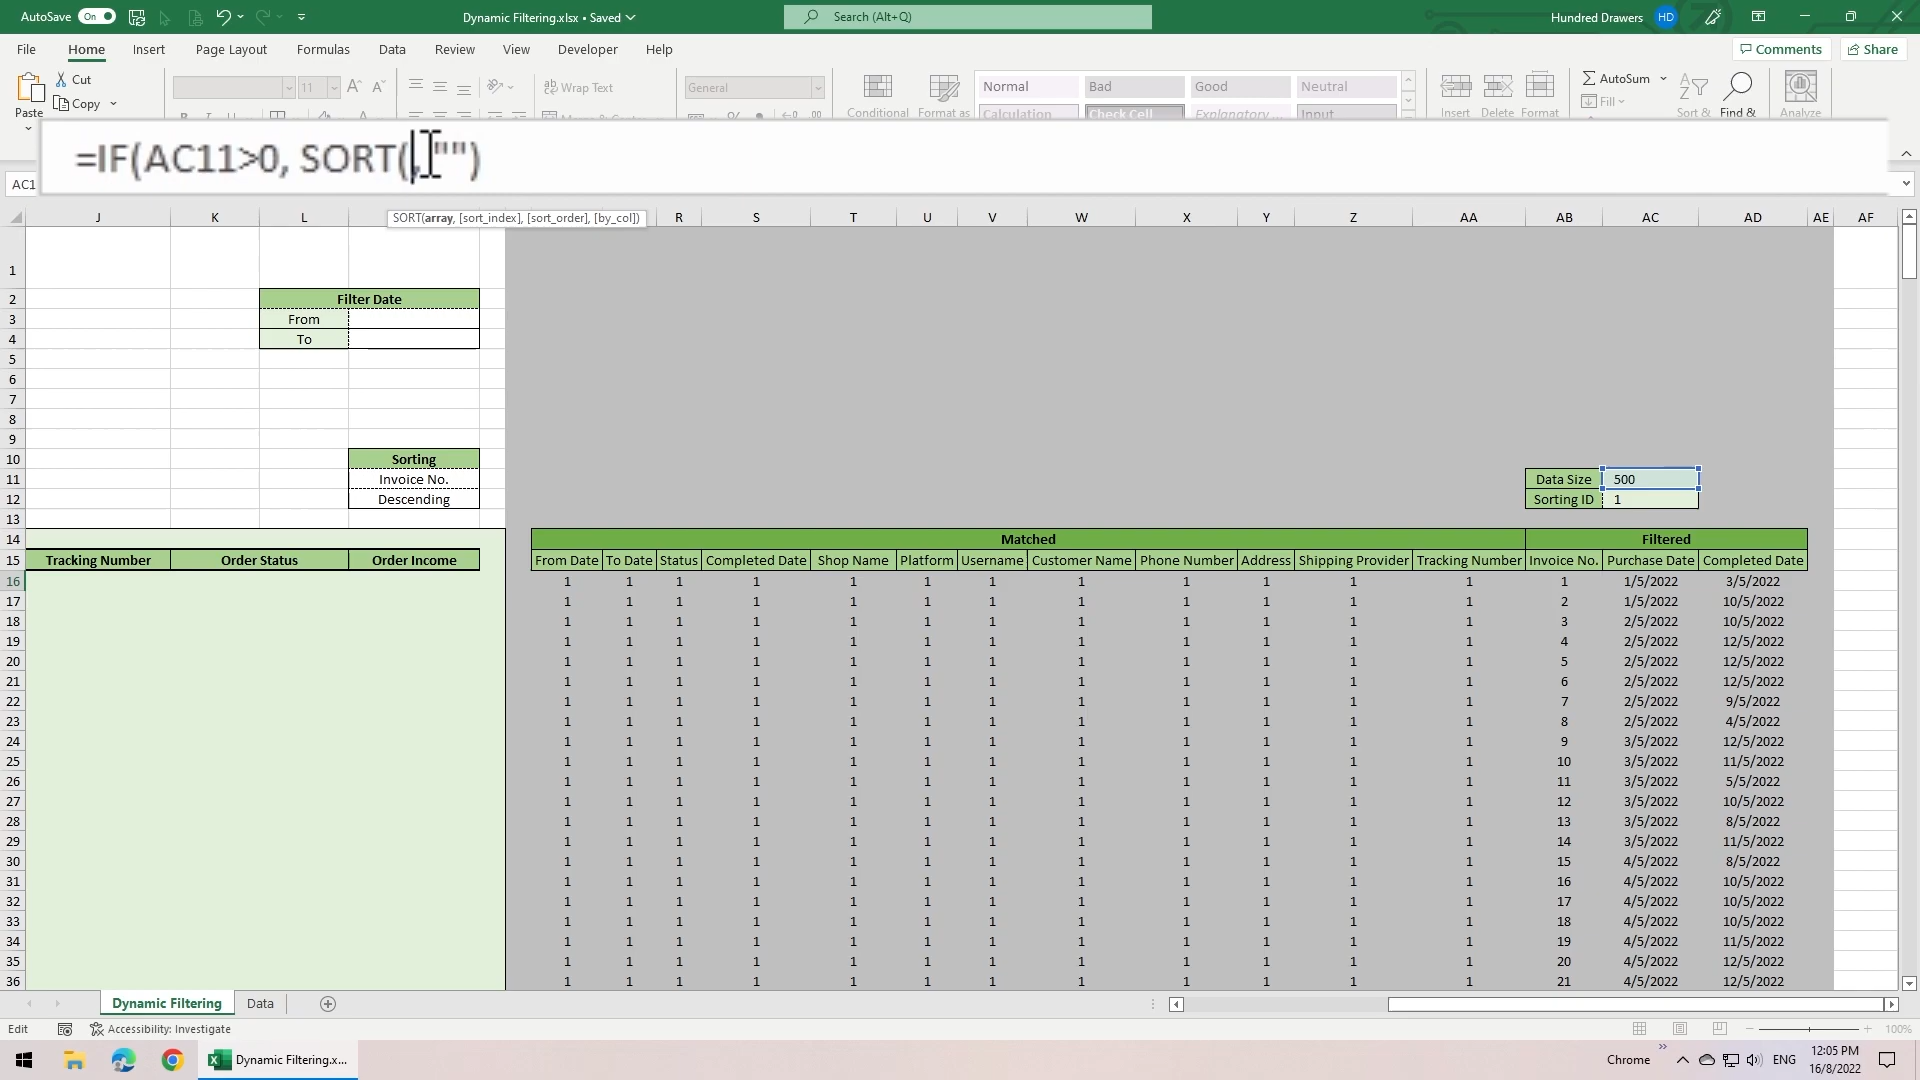 AutoSave On Dynamic Filtering.xlsx • Saved Search (Alt+Q) Hundred Drawers HD
File Home Insert Page Layout Formulas Data Review View Developer Help Comments Share
Paste Cut Copy 11 A A ab Wrap Text General Conditional Format as Normal Bad Good Neutral Insert Delete Format AutoSum Fill Sort & Find & Analyze
Calculation Check Cell Explanatory ... Input
=IF(AC11>0, SORT(, "")
AC1
SORT(array, [sort_index], [sort_order], [by_col])
J K L R S T U V W X Y Z AA AB AC AD AE AF
1
2 Filter Date
3 From
4 To
5
6
7
8
9
10 Sorting
11 Invoice No. Data Size 500
12 Descending Sorting ID 1
13
14 Matched Filtered
15 Tracking Number Order Status Order Income From Date To Date Status Completed Date Shop Name Platform Username Customer Name Phone Number Address Shipping Provider Tracking Number Invoice No. Purchase Date Completed Date
16 1 1 1 1 1 1 1 1 1 1 1 1 1 1/5/2022 3/5/2022
17 1 1 1 1 1 1 1 1 1 1 1 1 2 1/5/2022 10/5/2022
18 1 1 1 1 1 1 1 1 1 1 1 1 3 2/5/2022 10/5/2022
19 1 1 1 1 1 1 1 1 1 1 1 1 4 2/5/2022 12/5/2022
20 1 1 1 1 1 1 1 1 1 1 1 1 5 2/5/2022 12/5/2022
21 1 1 1 1 1 1 1 1 1 1 1 1 6 2/5/2022 12/5/2022
22 1 1 1 1 1 1 1 1 1 1 1 1 7 2/5/2022 9/5/2022
23 1 1 1 1 1 1 1 1 1 1 1 1 8 2/5/2022 4/5/2022
24 1 1 1 1 1 1 1 1 1 1 1 1 9 3/5/2022 12/5/2022
25 1 1 1 1 1 1 1 1 1 1 1 1 10 3/5/2022 11/5/2022
26 1 1 1 1 1 1 1 1 1 1 1 1 11 3/5/2022 5/5/2022
27 1 1 1 1 1 1 1 1 1 1 1 1 12 3/5/2022 10/5/2022
28 1 1 1 1 1 1 1 1 1 1 1 1 13 3/5/2022 8/5/2022
29 1 1 1 1 1 1 1 1 1 1 1 1 14 3/5/2022 11/5/2022
30 1 1 1 1 1 1 1 1 1 1 1 1 15 4/5/2022 8/5/2022
31 1 1 1 1 1 1 1 1 1 1 1 1 16 4/5/2022 10/5/2022
32 1 1 1 1 1 1 1 1 1 1 1 1 17 4/5/2022 10/5/2022
33 1 1 1 1 1 1 1 1 1 1 1 1 18 4/5/2022 10/5/2022
34 1 1 1 1 1 1 1 1 1 1 1 1 19 4/5/2022 11/5/2022
35 1 1 1 1 1 1 1 1 1 1 1 1 20 4/5/2022 12/5/2022
36 1 1 1 1 1 1 1 1 1 1 1 1 21 4/5/2022 12/5/2022
Dynamic Filtering Data
Edit Accessibility: Investigate 100%
Dynamic Filtering.x... Chrome ENG 12:05 PM
16/8/2022